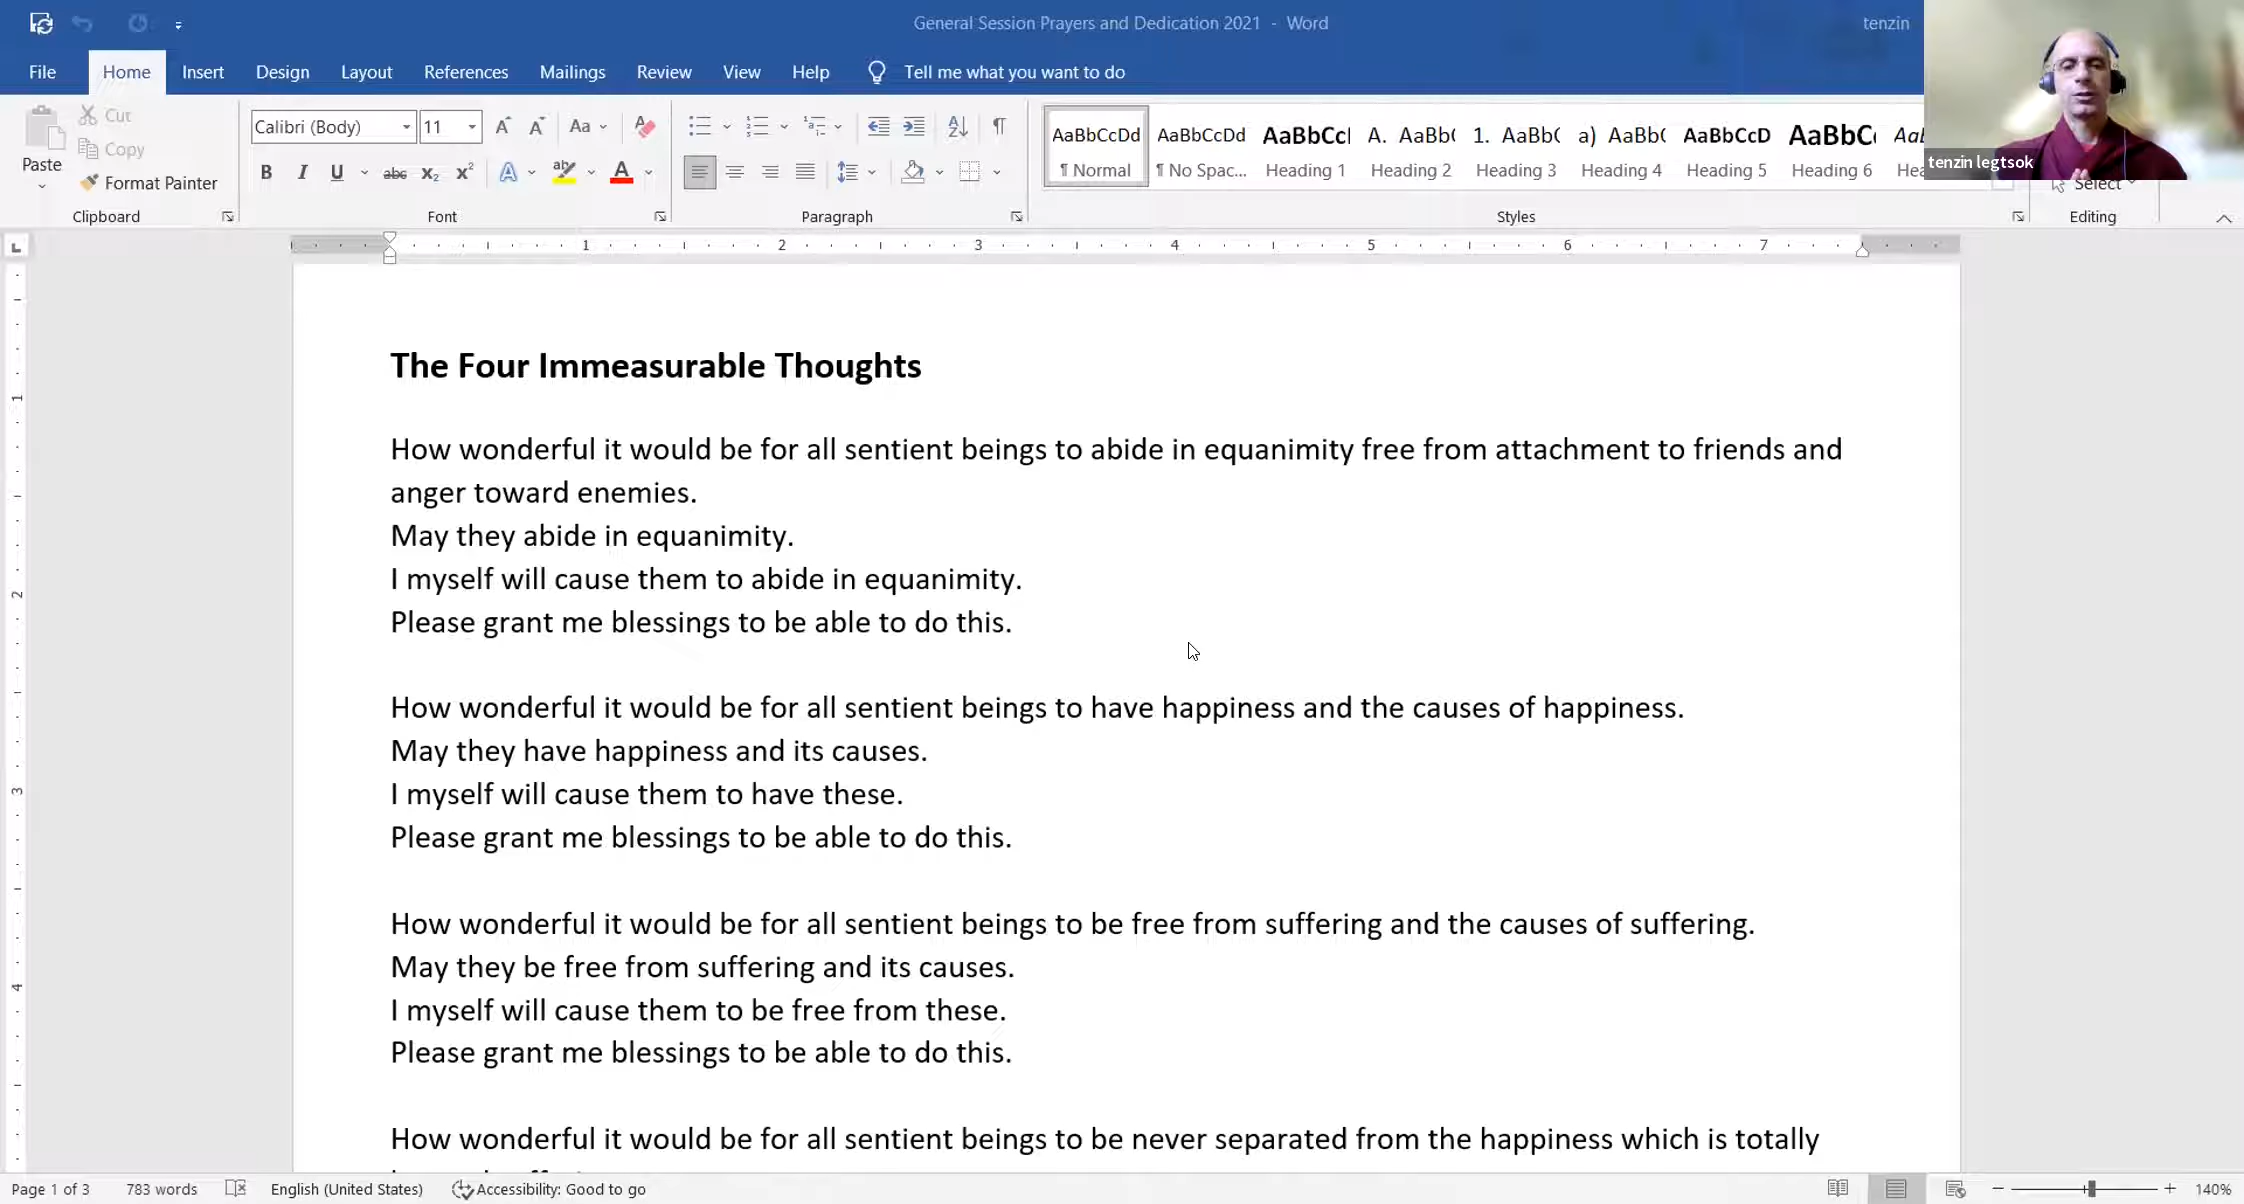 General Session Prayers and Dedication 2021 - Word
tenzin
File Home Insert Design Layout References Mailings Review View Help Tell me what you want to do
tenzin legtsok
Paste
Cut
Copy
Format Painter
Clipboard
Calibri (Body) 11
Font
Paragraph
AaBbCcDd AaBbCcDd AaBbCcl A. AaBb( 1. AaBb( a) AaBb( AaBbCcD AaBbC
¶ Normal ¶ No Spac... Heading 1 Heading 2 Heading 3 Heading 4 Heading 5 Heading 6
Styles
Select
Editing
1 2 3 4 5 6 7
The Four Immeasurable Thoughts
How wonderful it would be for all sentient beings to abide in equanimity free from attachment to friends and
anger toward enemies.
May they abide in equanimity.
I myself will cause them to abide in equanimity.
Please grant me blessings to be able to do this.
How wonderful it would be for all sentient beings to have happiness and the causes of happiness.
May they have happiness and its causes.
I myself will cause them to have these.
Please grant me blessings to be able to do this.
How wonderful it would be for all sentient beings to be free from suffering and the causes of suffering.
May they be free from suffering and its causes.
I myself will cause them to be free from these.
Please grant me blessings to be able to do this.
How wonderful it would be for all sentient beings to be never separated from the happiness which is totally
Page 1 of 3 783 words English (United States) Accessibility: Good to go 140%